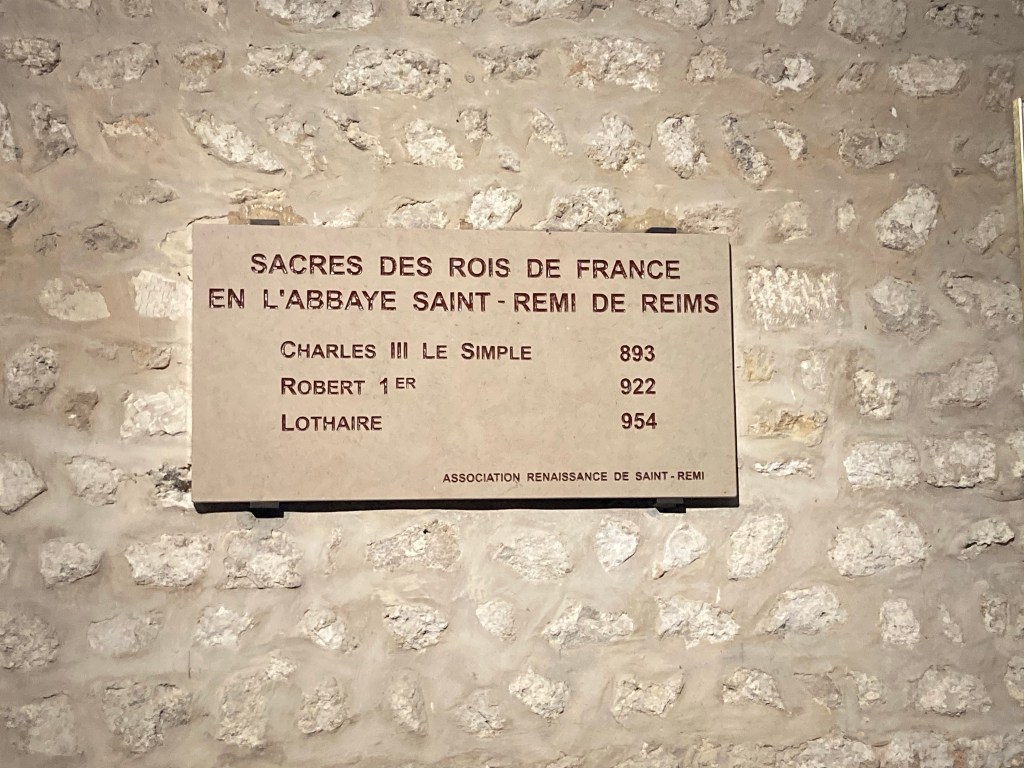 SACRES DES ROIS DE FRANCE
EN L'ABBAYE SAINT-REMI DE REIMS
CHARLES III LE SIMPLE 893
ROBERT 1ER 922
LOTHAIRE 954
ASSOCIATION RENAISSANCE DE SAINT-REMI